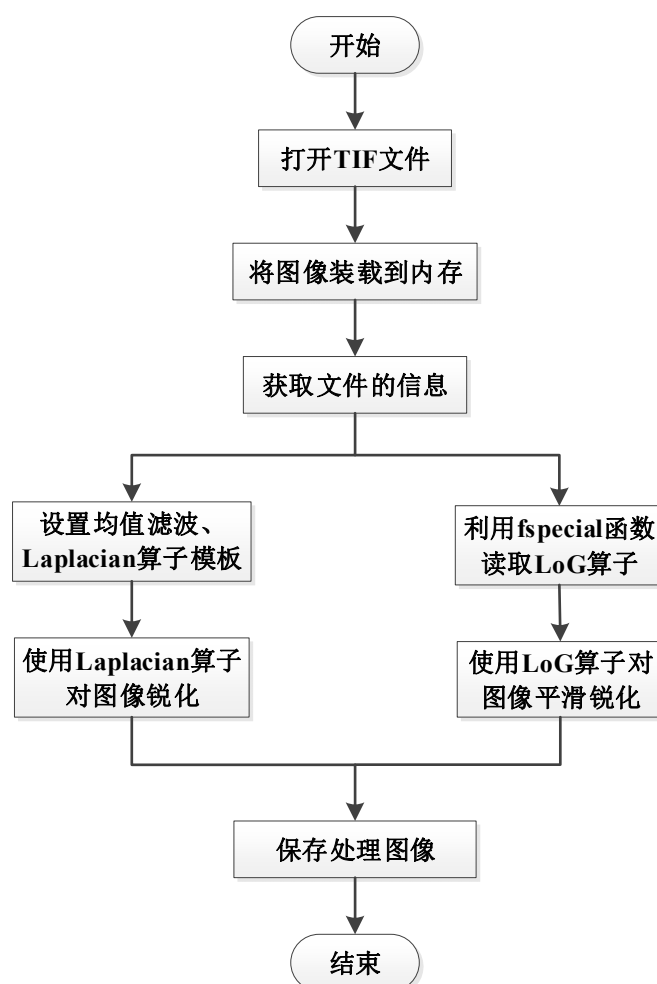 开始
打开TIF文件
将图像装载到内存
获取文件的信息
设置均值滤波、
Laplacian算子模板
利用fspecial函数
读取LoG算子
使用Laplacian算子
对图像锐化
使用LoG算子对
图像平滑锐化
保存处理图像
结束